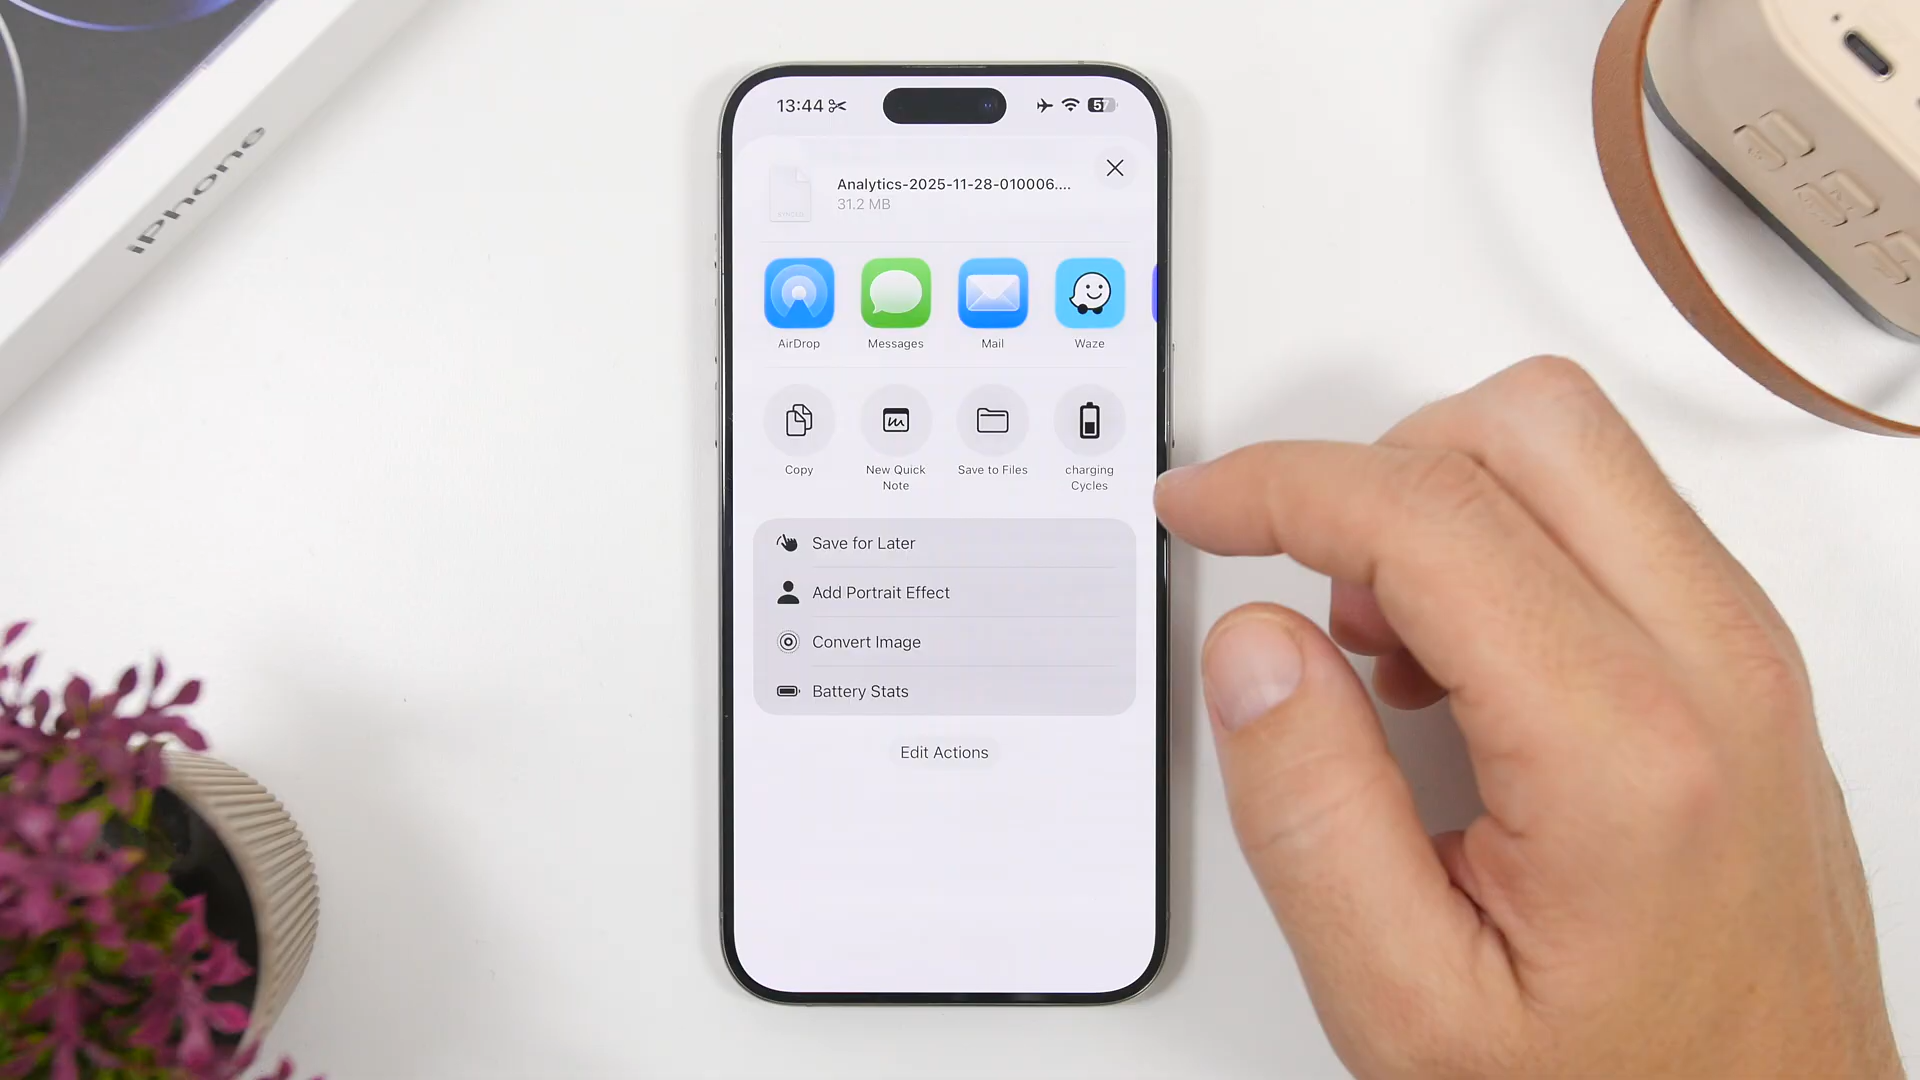 iPhone
13:44
57
Analytics-2025-11-28-010006....
31.2 MB
AirDrop
Messages
Mail
Waze
Copy
New Quick
Note
Save to Files
charging
Cycles
Save for Later
Add Portrait Effect
Convert Image
Battery Stats
Edit Actions